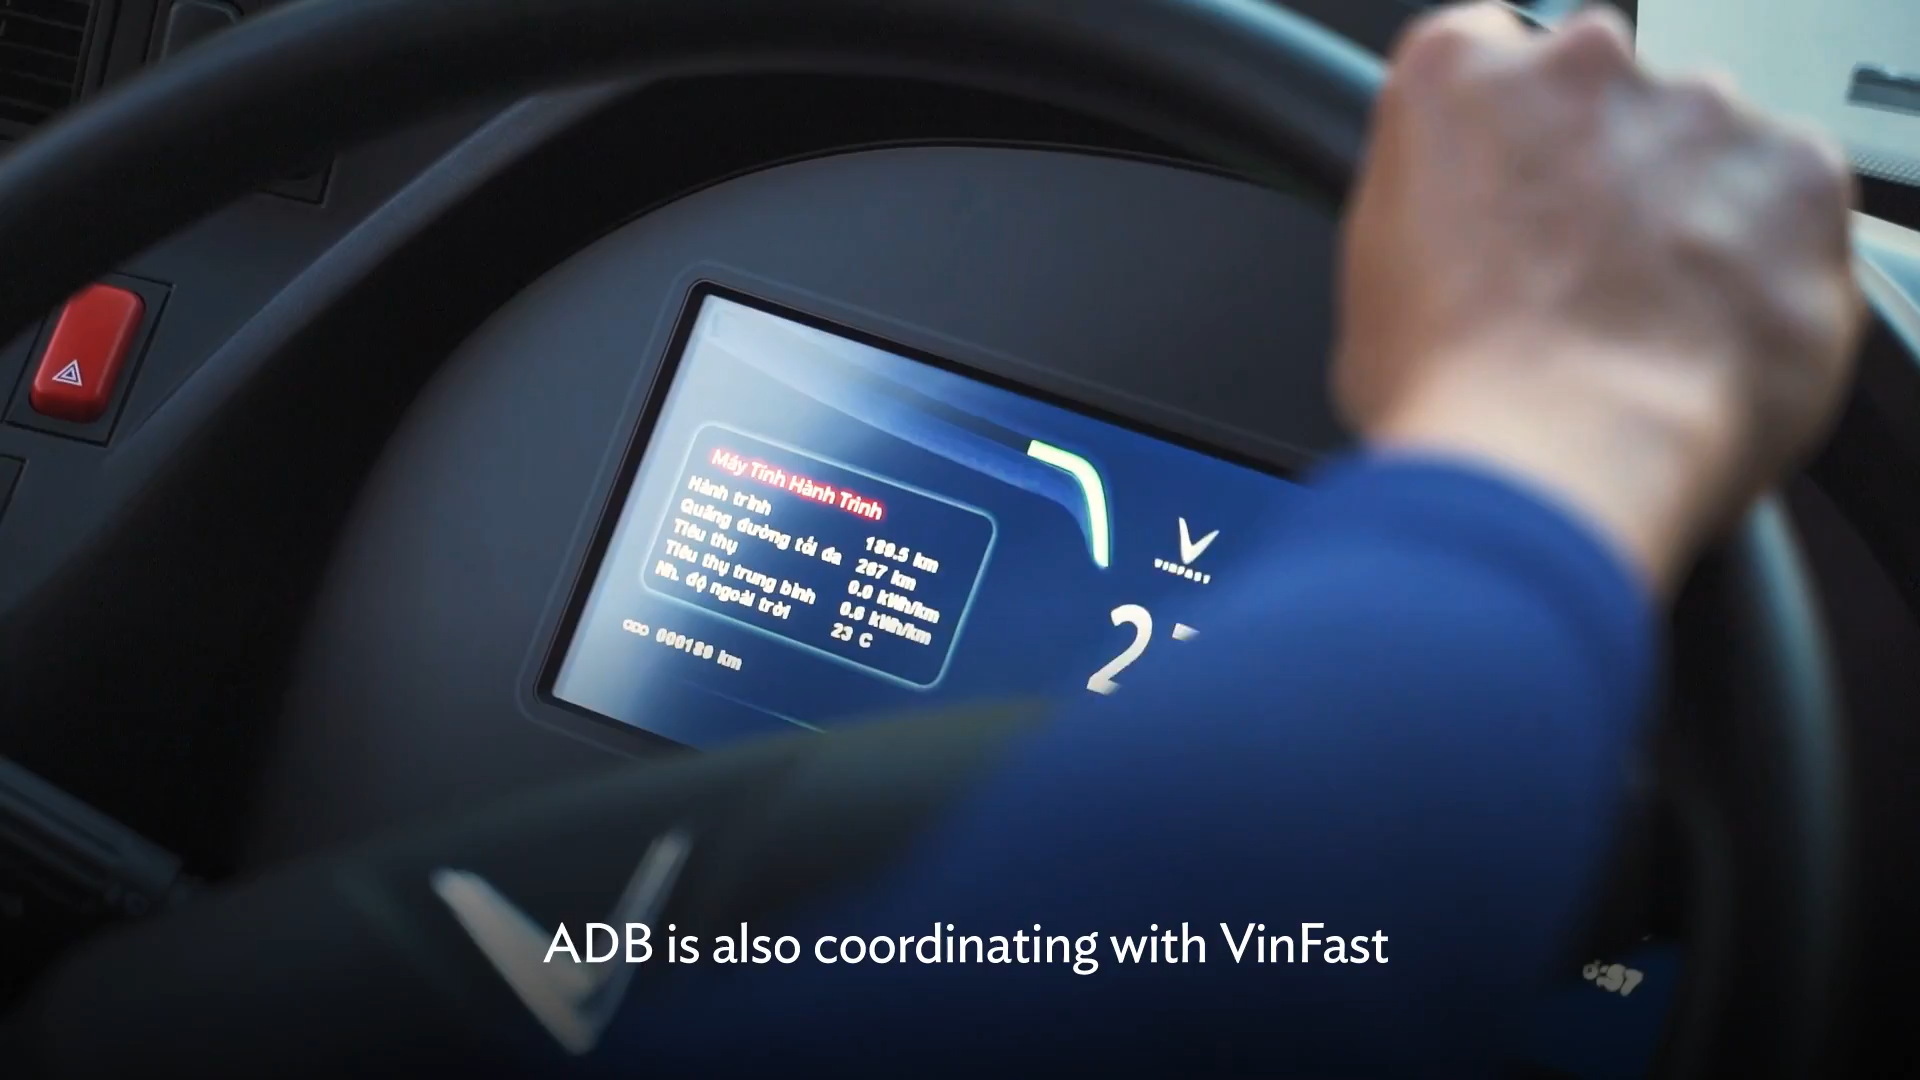 Máy Tính Hành Trình
Hành trình 189.5 km
Quãng đường tối đa 267 km
Tiêu thụ 0.0 kWh/km
Tiêu thụ trung bình 0.6 kWh/km
Nh. độ ngoài trời 23 C
ODO 000189 km
VINFAST
2
ADB is also coordinating with VinFast